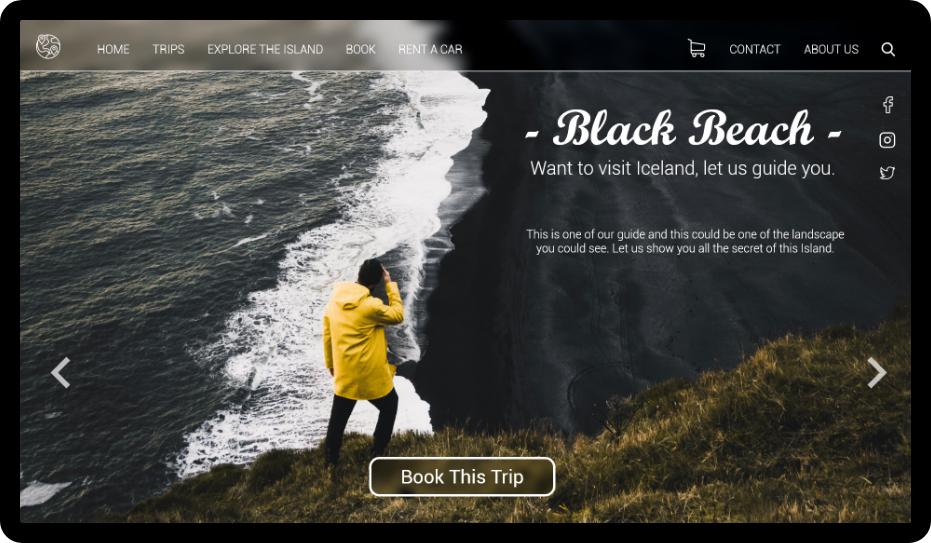 HOME TRIPS EXPLORE THE ISLAND BOOK RENT A CAR CONTACT ABOUT US
- Black Beach -
Want to visit Iceland, let us guide you.
This is one of our guide and this could be one of the landscape
you could see. Let us show you all the secret of this Island.
Book This Trip